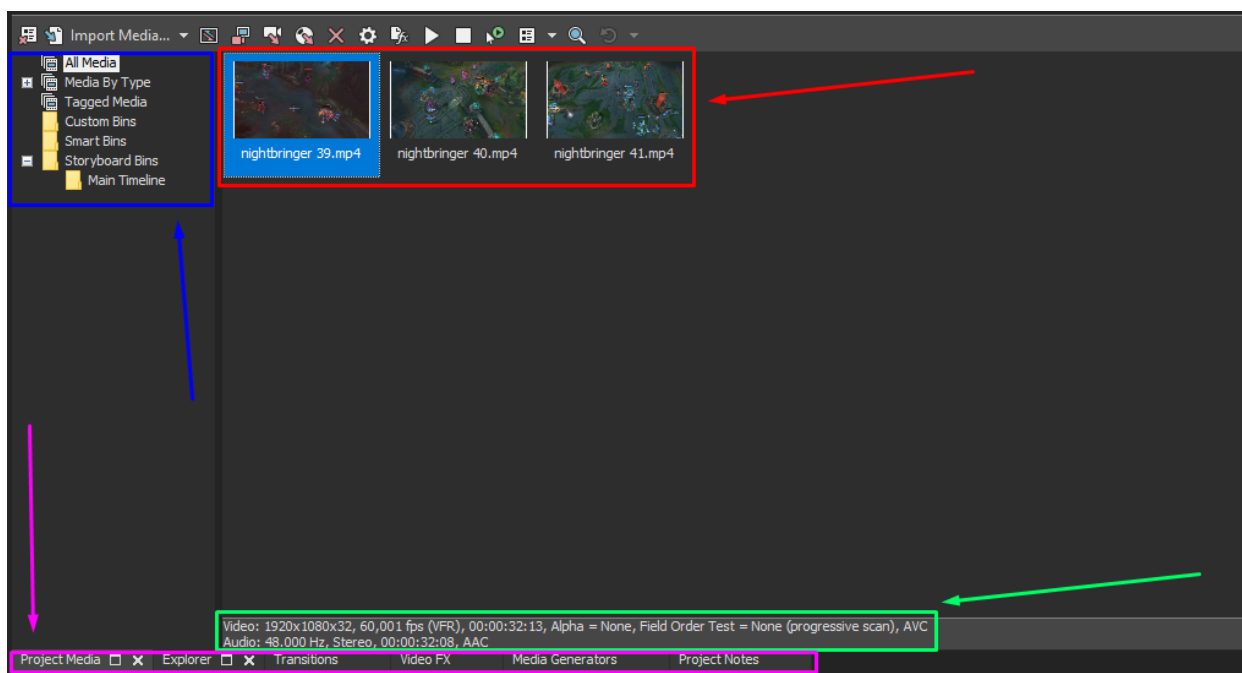 Import Media...
All Media
Media By Type
Tagged Media
Custom Bins
Smart Bins
Storyboard Bins
Main Timeline
nightbringer 39.mp4
nightbringer 40.mp4
nightbringer 41.mp4
Video: 1920x1080x32, 60,001 fps (VFR), 00:00:32:13, Alpha = None, Field Order Test = None (progressive scan), AVC
Audio: 48.000 Hz, Stereo, 00:00:32:08, AAC
Project Media Explorer Transitions Video FX Media Generators Project Notes